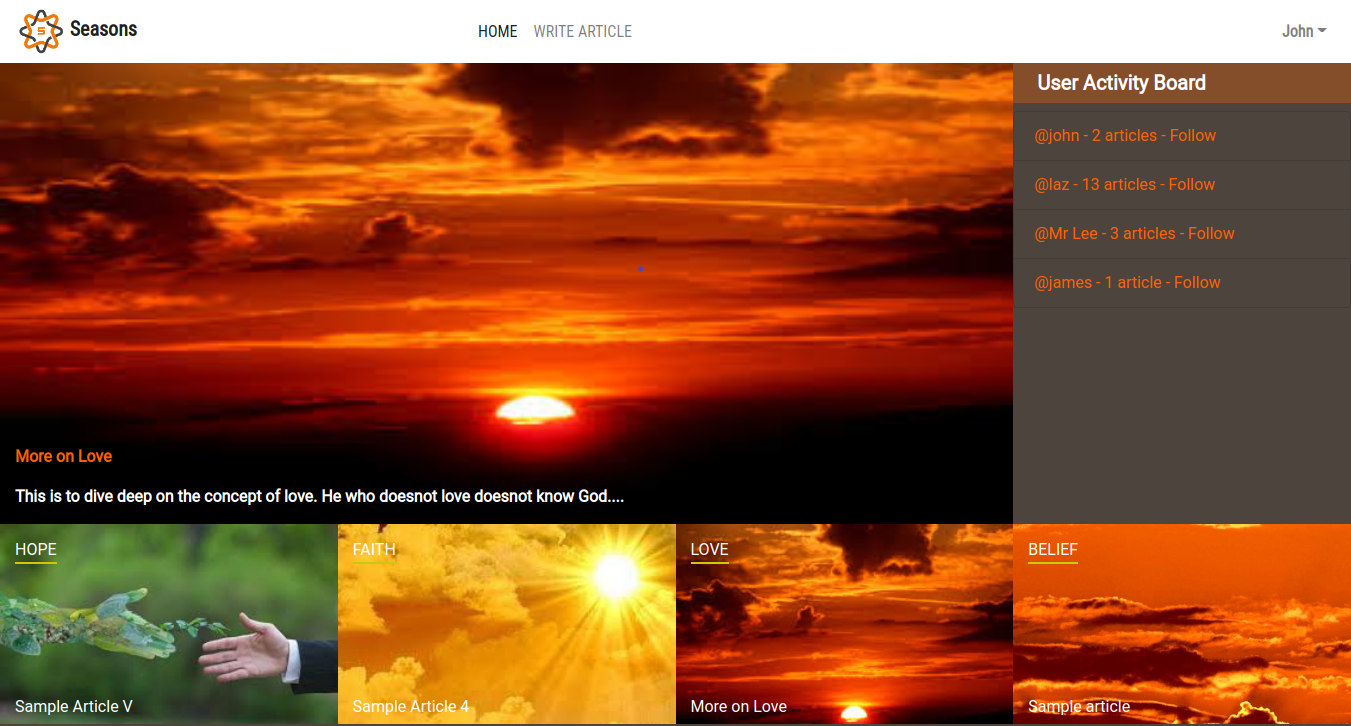 S Seasons
HOME WRITE ARTICLE
John
User Activity Board
@john - 2 articles - Follow
@laz - 13 articles - Follow
@Mr Lee - 3 articles - Follow
@james - 1 article - Follow
More on Love
This is to dive deep on the concept of love. He who doesnot love doesnot know God....
HOPE
FAITH
LOVE
BELIEF
Sample Article V
Sample Article 4
More on Love
Sample article